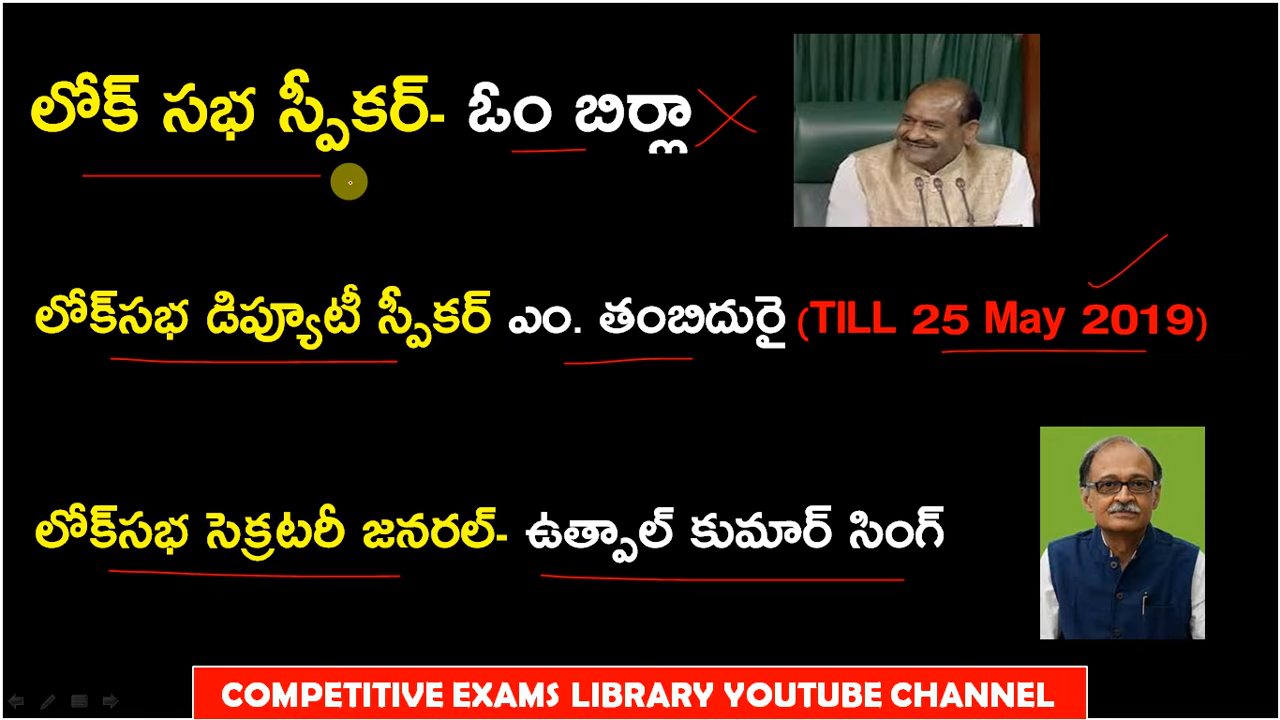 లోక్ సభ స్పీకర్- ఓం బిర్లా
లోక్‌సభ డిప్యూటీ స్పీకర్ ఎం. తంబిదురై (TILL 25 May 2019)
లోక్‌సభ సెక్రటరీ జనరల్- ఉత్పాల్ కుమార్ సింగ్
COMPETITIVE EXAMS LIBRARY YOUTUBE CHANNEL